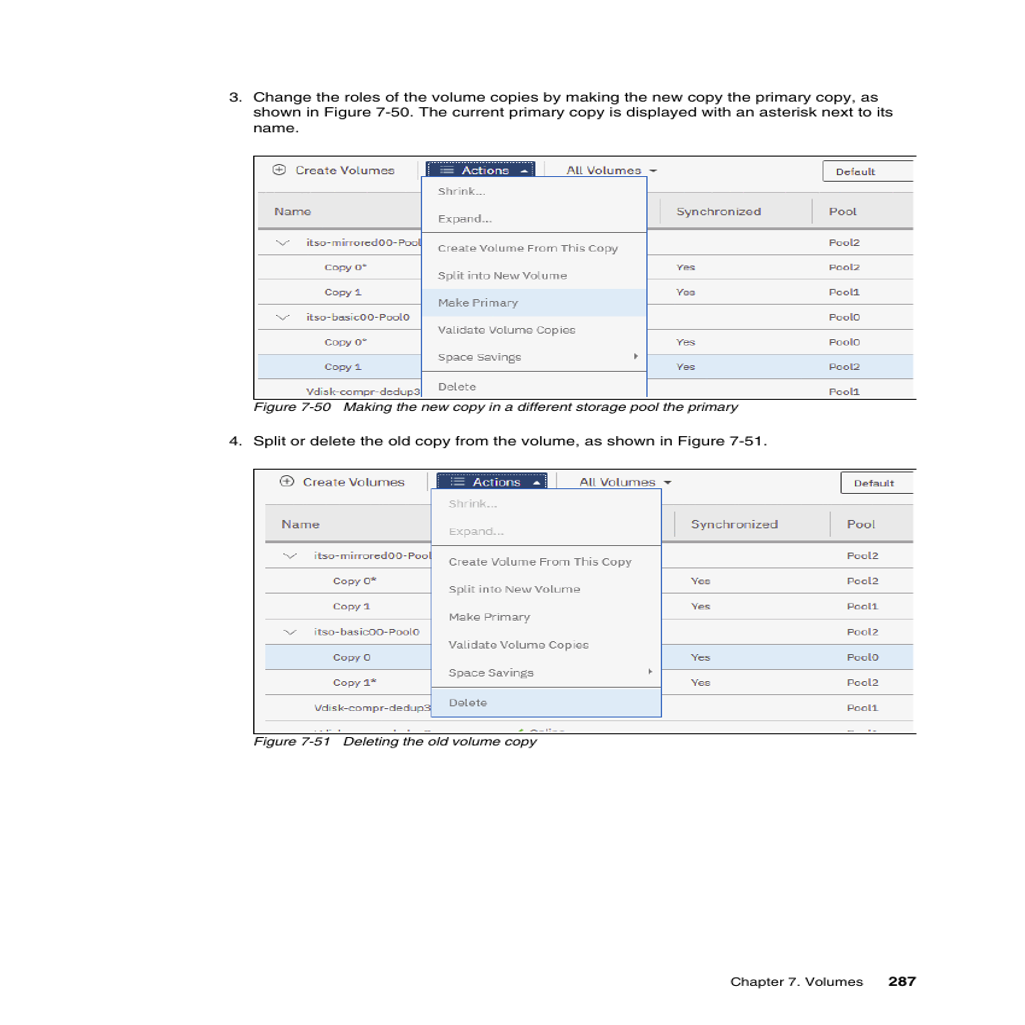 3. Change the roles of the volume copies by making the new copy the primary copy, as
shown in Figure 7-50. The current primary copy is displayed with an asterisk next to its
name.
Create Volumes Actions All Volumes Default
Shrink...
Name Synchronized Pool
Expand...
itso-mirrored00-Pool Pool2
Create Volume From This Copy
Copy 0* Yes Pool2
Split into New Volume
Copy 1 Yes Pool1
Make Primary
itso-basic00-Pool0 Pool0
Validate Volume Copies
Copy 0* Yes Pool0
Space Savings
Copy 1 Yes Pool2
Delete
Vdisk-compr-dedup3 Pool1
Figure 7-50 Making the new copy in a different storage pool the primary
4. Split or delete the old copy from the volume, as shown in Figure 7-51.
Create Volumes Actions All Volumes Default
Shrink...
Name Synchronized Pool
Expand...
itso-mirrored00-Pool Pool2
Create Volume From This Copy
Copy 0* Yes Pool2
Split into New Volume
Copy 1 Yes Pool1
Make Primary
itso-basic00-Pool0 Pool2
Validate Volume Copies
Copy 0 Yes Pool0
Space Savings
Copy 1* Yes Pool2
Delete
Vdisk-compr-dedup3 Pool1
Figure 7-51 Deleting the old volume copy
Chapter 7. Volumes 287